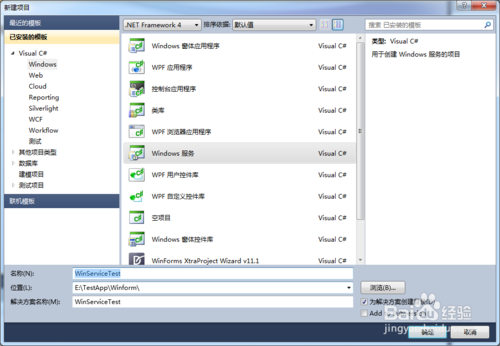 新建项目
最近的模板
已安装的模板
Visual C#
Windows
Web
Cloud
Reporting
Silverlight
WCF
Workflow
测试
其他项目类型
数据库
建模项目
测试项目
联机模板
.NET Framework 4
排序依据: 默认值
Windows 窗体应用程序 Visual C#
WPF 应用程序 Visual C#
控制台应用程序 Visual C#
类库 Visual C#
WPF 浏览器应用程序 Visual C#
Windows 服务 Visual C#
WPF 用户控件库 Visual C#
WPF 自定义控件库 Visual C#
空项目 Visual C#
Windows 窗体控件库 Visual C#
WinForms XtraProject Wizard v11.1 Visual C#
搜索 已安装的模板
类型: Visual C#
用于创建 Windows 服务的项目
名称(N): WinServiceTest
位置(L): E:\TestApp\Winform\ 浏览(B)...
解决方案名称(M): WinServiceTest
为解决方案创建目录(D)
Add
Baidu 经验
确定 取消